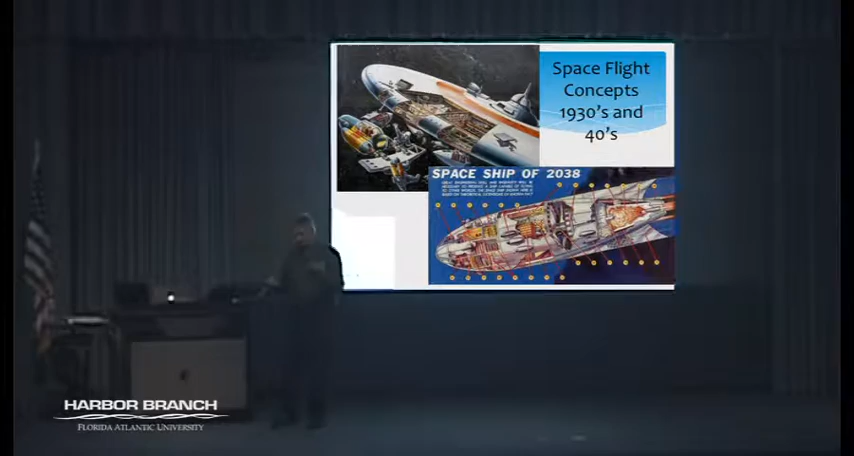 Space Flight
Concepts
1930's and
40's
SPACE SHIP OF 2038
HARBOR BRANCH
FLORIDA ATLANTIC UNIVERSITY